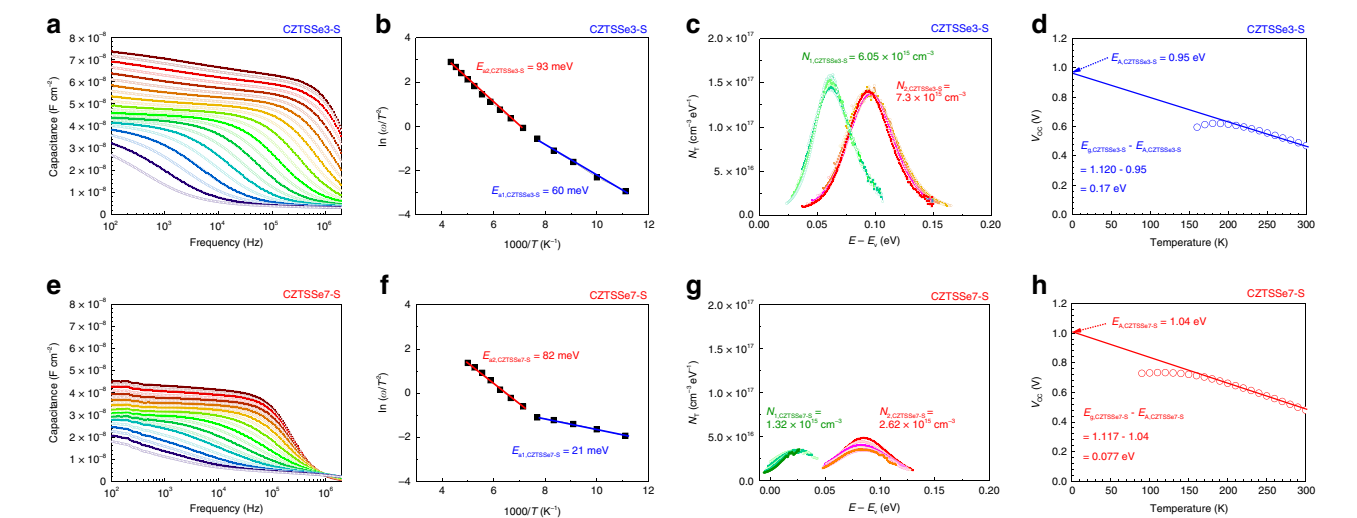 a
CZTSSe3-S
8 × 10⁻⁸
7 × 10⁻⁸
6 × 10⁻⁸
5 × 10⁻⁸
4 × 10⁻⁸
3 × 10⁻⁸
2 × 10⁻⁸
1 × 10⁻⁸
0
Capacitance (F cm⁻²)
10² 10³ 10⁴ 10⁵ 10⁶
Frequency (Hz)
b
CZTSSe3-S
4
2
0
−2
−4
ln (ω/T²)
Eₐ₂,CZTSSe3-S = 93 meV
Eₐ₁,CZTSSe3-S = 60 meV
4 6 8 10 12
1000/T (K⁻¹)
c
CZTSSe3-S
2.0 × 10¹⁷
1.5 × 10¹⁷
1.0 × 10¹⁷
5.0 × 10¹⁶
0.0
N_T (cm⁻³ eV⁻¹)
N₁,CZTSSe3-S = 6.05 × 10¹⁵ cm⁻³
N₂,CZTSSe3-S =
7.3 × 10¹⁵ cm⁻³
0.00 0.05 0.10 0.15 0.20
E – Eᵥ (eV)
d
CZTSSe3-S
1.2
1.0
0.8
0.6
0.4
0.2
0.0
V_OC (V)
E_A,CZTSSe3-S = 0.95 eV
E_g,CZTSSe3-S - E_A,CZTSSe3-S
= 1.120 - 0.95
= 0.17 eV
0 50 100 150 200 250 300
Temperature (K)
e
CZTSSe7-S
8 × 10⁻⁸
7 × 10⁻⁸
6 × 10⁻⁸
5 × 10⁻⁸
4 × 10⁻⁸
3 × 10⁻⁸
2 × 10⁻⁸
1 × 10⁻⁸
0
Capacitance (F cm⁻²)
10² 10³ 10⁴ 10⁵ 10⁶
Frequency (Hz)
f
CZTSSe7-S
4
2
0
−2
−4
ln (ω/T²)
Eₐ₂,CZTSSe7-S = 82 meV
Eₐ₁,CZTSSe7-S = 21 meV
4 6 8 10 12
1000/T (K⁻¹)
g
CZTSSe7-S
2.0 × 10¹⁷
1.5 × 10¹⁷
1.0 × 10¹⁷
5.0 × 10¹⁶
0.0
N_T (cm⁻³ eV⁻¹)
N₁,CZTSSe7-S =
1.32 × 10¹⁵ cm⁻³
N₂,CZTSSe7-S =
2.62 × 10¹⁵ cm⁻³
0.00 0.05 0.10 0.15 0.20
E – Eᵥ (eV)
h
CZTSSe7-S
1.2
1.0
0.8
0.6
0.4
0.2
0.0
V_OC (V)
E_A,CZTSSe7-S = 1.04 eV
E_g,CZTSSe7-S - E_A,CZTSSe7-S
= 1.117 - 1.04
= 0.077 eV
0 50 100 150 200 250 300
Temperature (K)